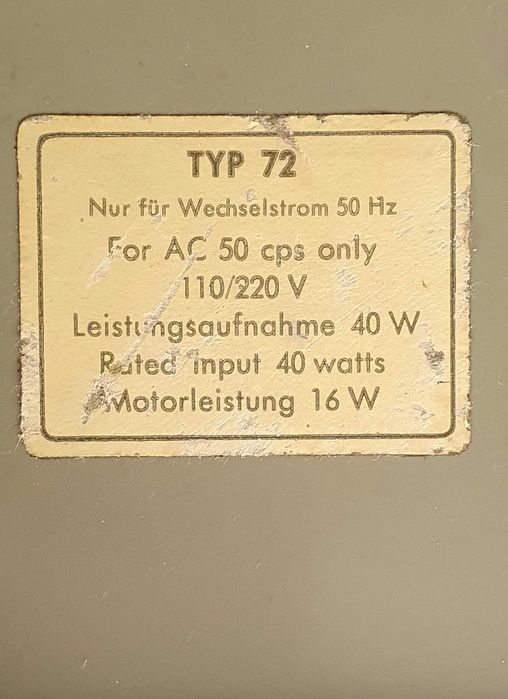 TYP 72
Nur für Wechselstrom 50 Hz
For AC 50 cps only
110/220 V
Leistungsaufnahme 40 W
Rated input 40 watts
Motorleistung 16 W